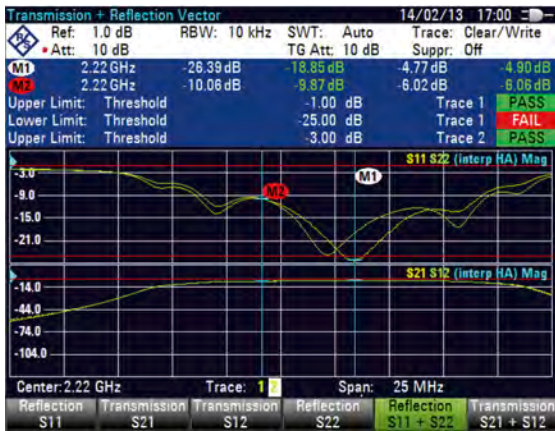 Transmission + Reflection Vector 14/02/13 17:00
Ref: 1.0 dB RBW: 10 kHz SWT: Auto Trace: Clear/Write
Att: 10 dB TG Att: 10 dB Suppr: Off
M1 2.22 GHz -26.39 dB -18.85 dB -4.77 dB -4.90 dB
M2 2.22 GHz -10.06 dB -9.87 dB -6.02 dB -6.06 dB
Upper Limit: Threshold -1.00 dB Trace 1 PASS
Lower Limit: Threshold -25.00 dB Trace 1 FAIL
Upper Limit: Threshold -3.00 dB Trace 2 PASS
S11 S22 (interp HA) Mag
-3.0
M1
M2
-9.0
-15.0
-21.0
S21 S12 (interp HA) Mag
-14.0
-44.0
-74.0
-104.0
Center: 2.22 GHz Trace: 1 2 Span: 25 MHz
Reflection Transmission Transmission Reflection Reflection Transmission
S11 S21 S12 S22 S11 + S22 S21 + S12